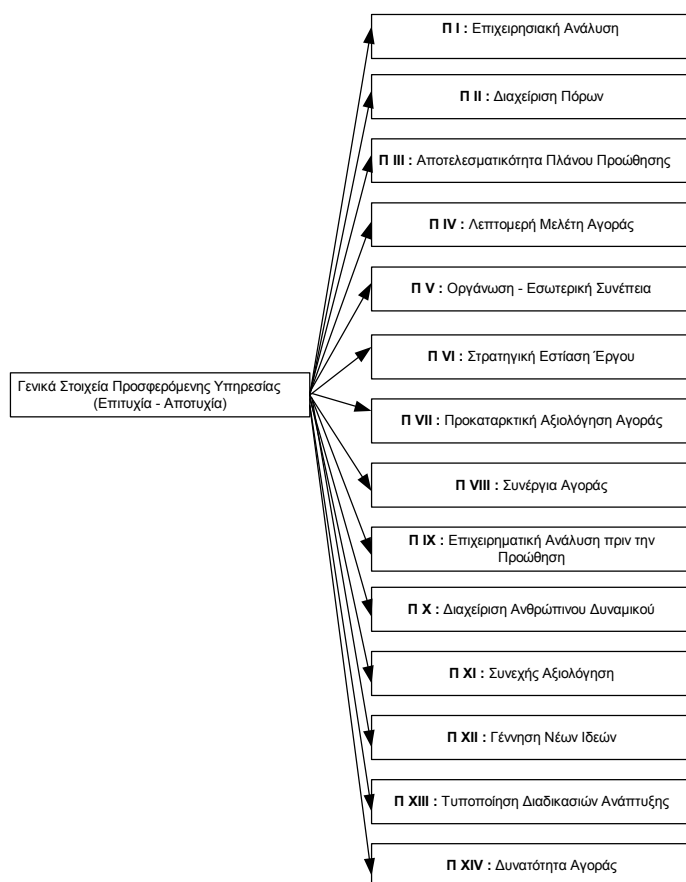 Π I : Επιχειρησιακή Ανάλυση
Π II : Διαχείριση Πόρων
Π III : Αποτελεσματικότητα Πλάνου Προώθησης
Π IV : Λεπτομερή Μελέτη Αγοράς
Π V : Οργάνωση - Εσωτερική Συνέπεια
Π VI : Στρατηγική Εστίαση Έργου
Γενικά Στοιχεία Προσφερόμενης Υπηρεσίας
(Επιτυχία - Αποτυχία)
Π VII : Προκαταρκτική Αξιολόγηση Αγοράς
Π VIII : Συνέργια Αγοράς
Π IX : Επιχειρηματική Ανάλυση πριν την
Προώθηση
Π X : Διαχείριση Ανθρώπινου Δυναμικού
Π XI : Συνεχής Αξιολόγηση
Π XII : Γέννηση Νέων Ιδεών
Π XIII : Τυποποίηση Διαδικασιών Ανάπτυξης
Π XIV : Δυνατότητα Αγοράς